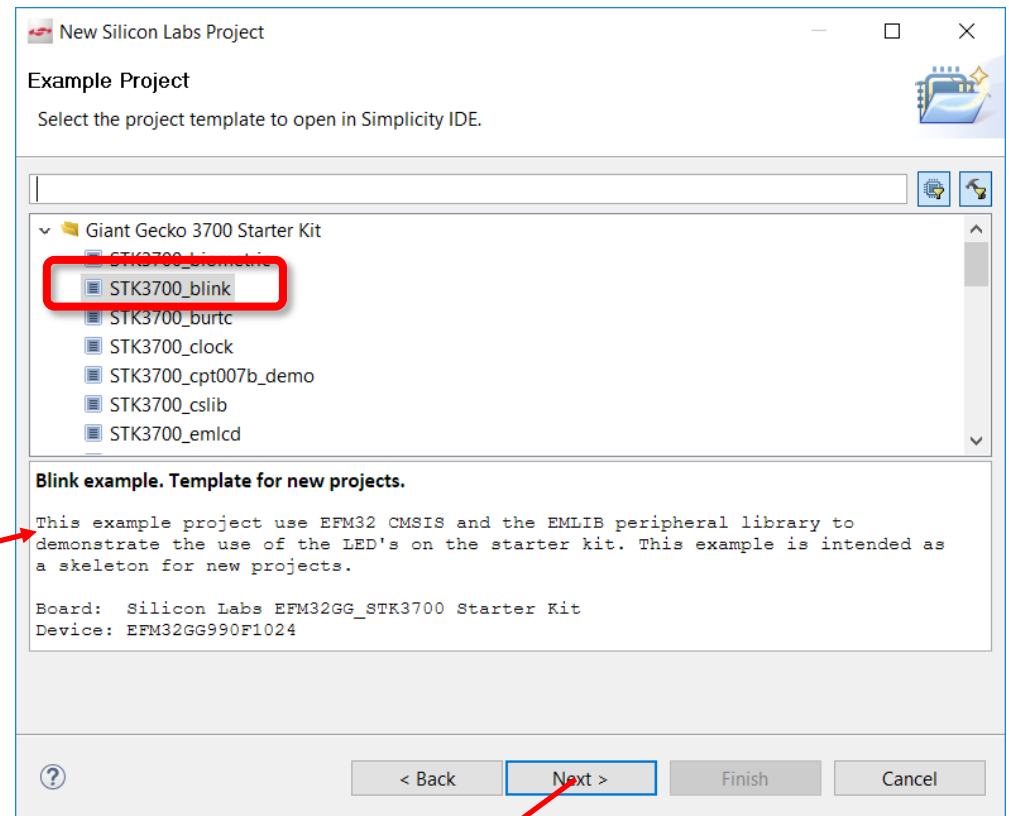 New Silicon Labs Project
Example Project
Select the project template to open in Simplicity IDE.
Giant Gecko 3700 Starter Kit
STK3700_biometric
STK3700_blink
STK3700_burtc
STK3700_clock
STK3700_cpt007b_demo
STK3700_cslib
STK3700_emlcd
Blink example. Template for new projects.
This example project use EFM32 CMSIS and the EMLIB peripheral library to
demonstrate the use of the LED's on the starter kit. This example is intended as
a skeleton for new projects.
Board: Silicon Labs EFM32GG_STK3700 Starter Kit
Device: EFM32GG990F1024
? < Back Next > Finish Cancel